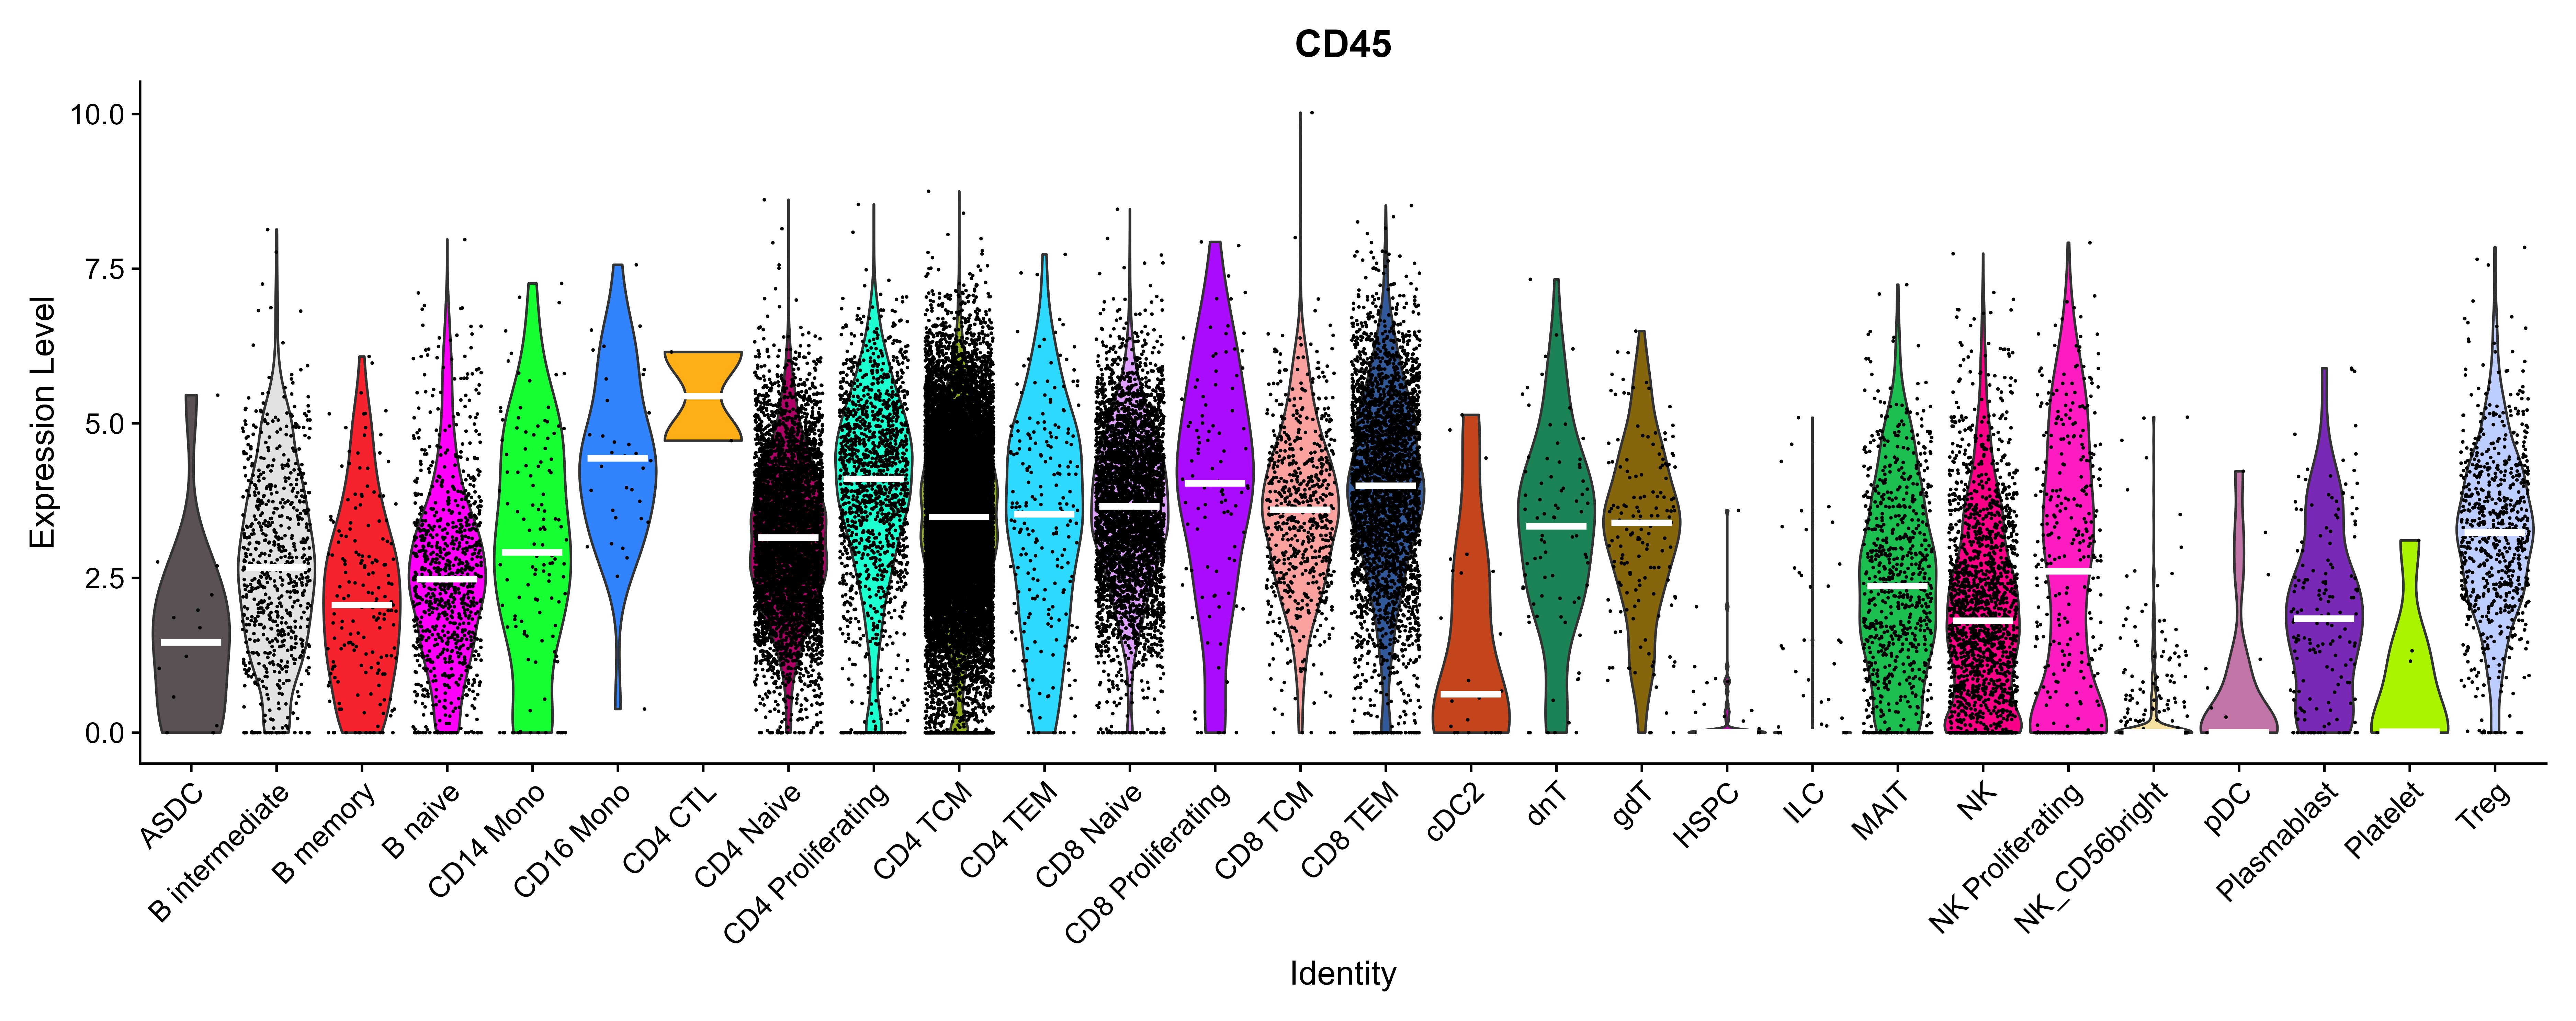 CD45
Expression Level
10.0
7.5
5.0
2.5
0.0
ASDC
B intermediate
B memory
B naive
CD14 Mono
CD16 Mono
CD4 CTL
CD4 Naive
CD4 Proliferating
CD4 TCM
CD4 TEM
CD8 Naive
CD8 Proliferating
CD8 TCM
CD8 TEM
cDC2
dnT
gdT
HSPC
ILC
MAIT
NK
NK Proliferating
NK_CD56bright
pDC
Plasmablast
Platelet
Treg
Identity